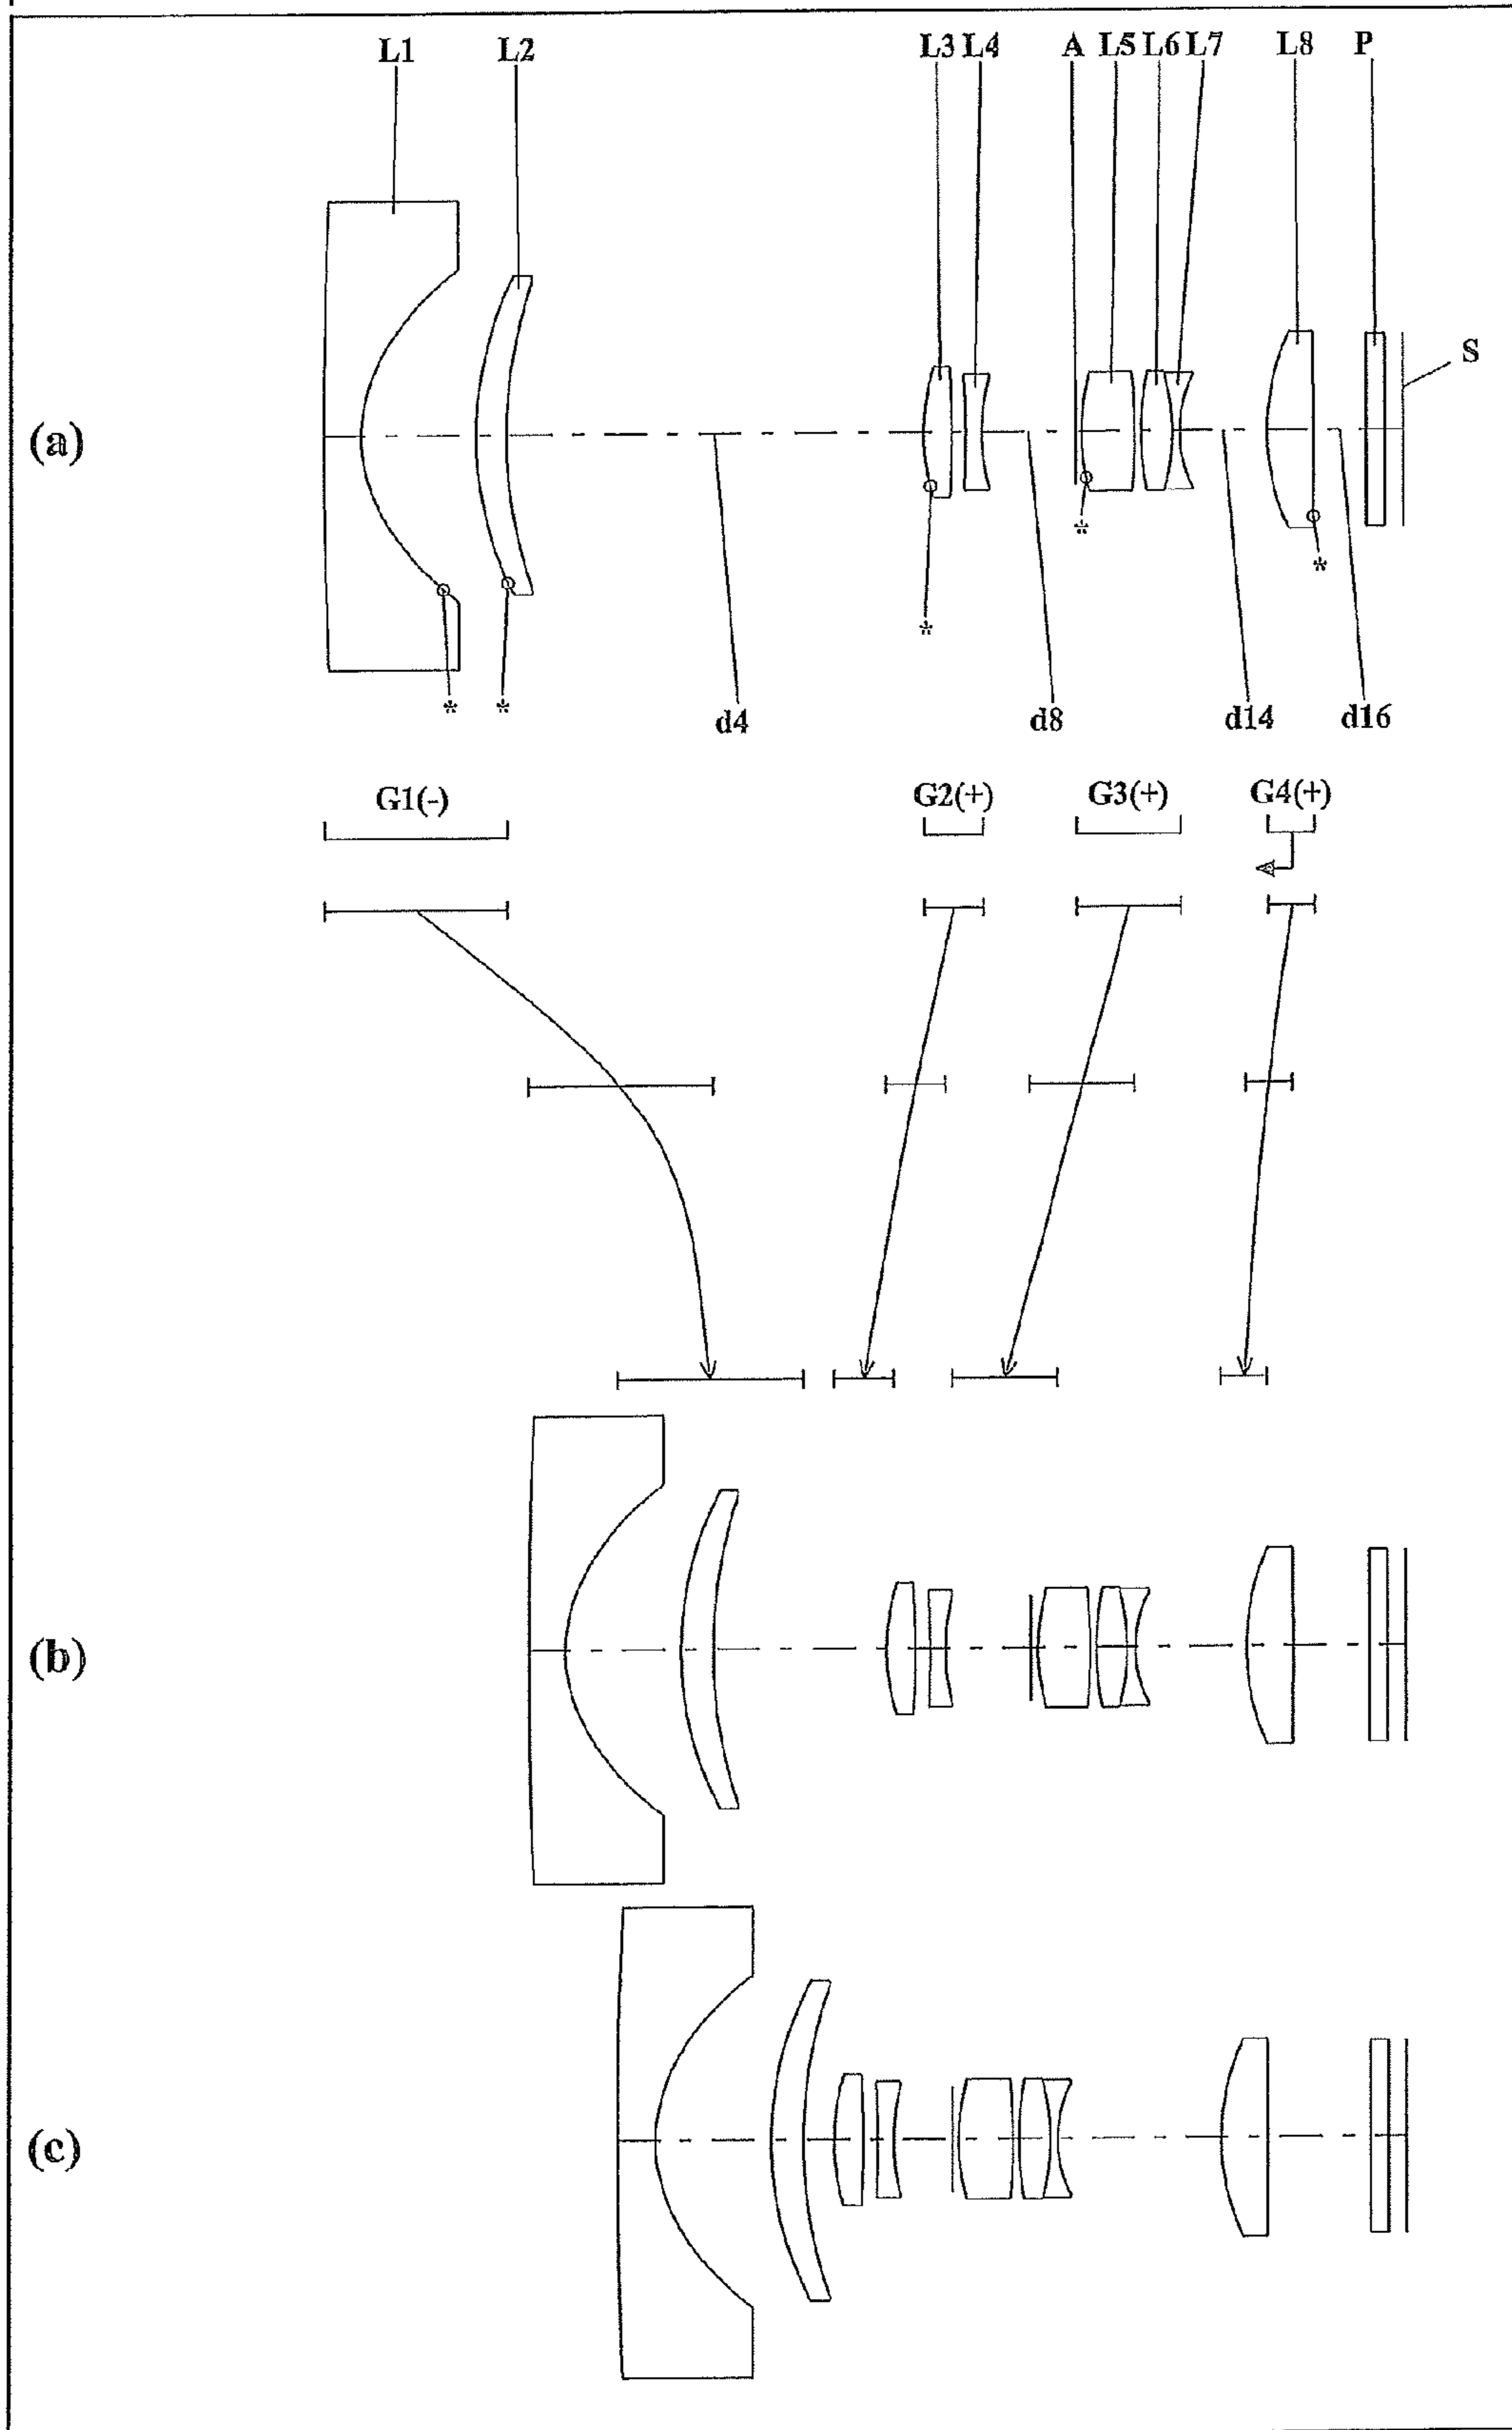 L1 L2 L3 L4 A L5 L6 L7 L8 P
S
(a)
*
*
*
*
*
d4 d8 d14 d16
G1(-) G2(+) G3(+) G4(+)
(b)
(c)